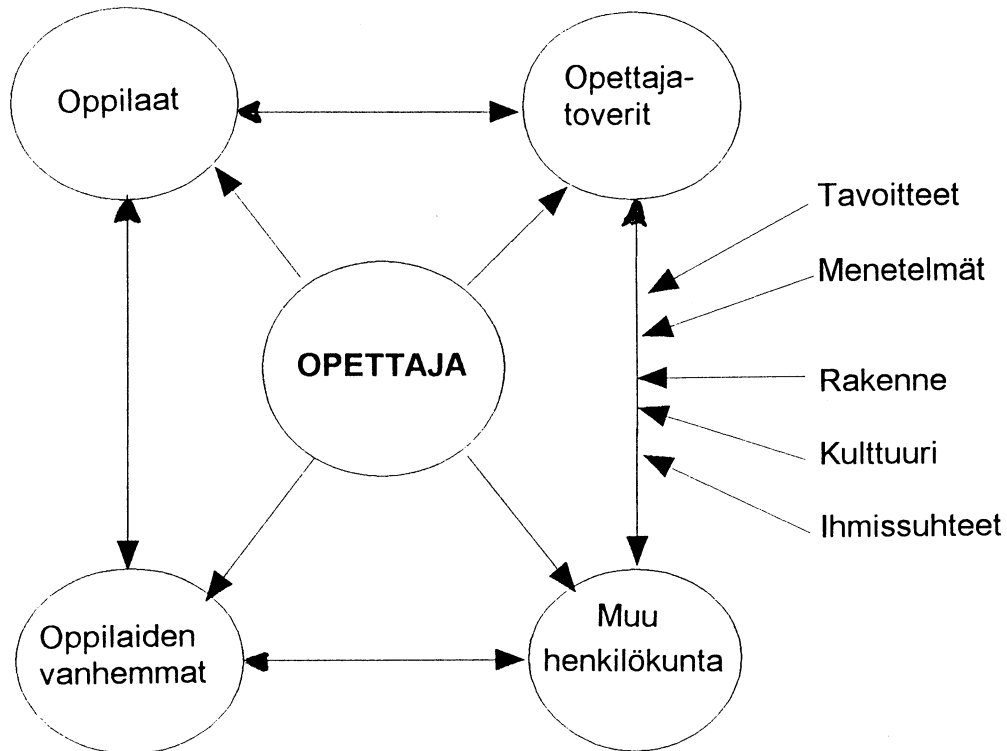 Oppilaat
Opettaja-
toverit
Tavoitteet
Menetelmät
OPETTAJA
Rakenne
Kulttuuri
Ihmissuhteet
Oppilaiden
vanhemmat
Muu
henkilökunta